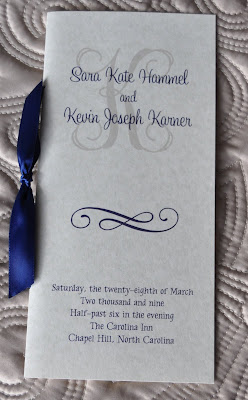 K
Sara Kate Hammel
and
Kevin Joseph Karner
Saturday, the twenty-eighth of March
Two thousand and nine
Half-past six in the evening
The Carolina Inn
Chapel Hill, North Carolina